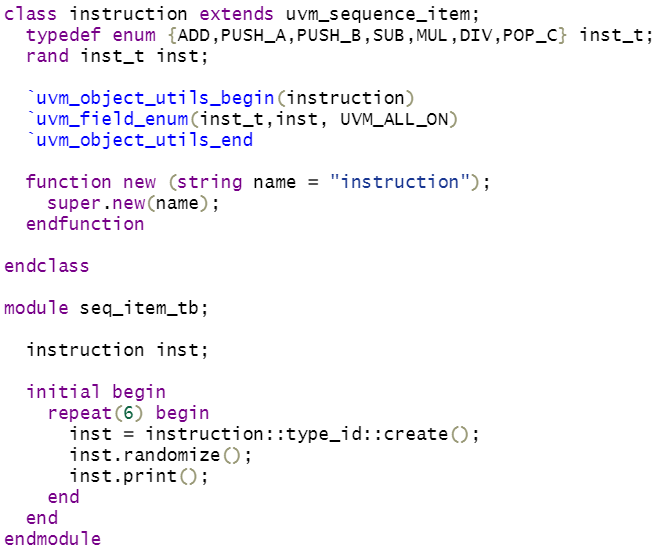 class instruction extends uvm_sequence_item;
  typedef enum {ADD,PUSH_A,PUSH_B,SUB,MUL,DIV,POP_C} inst_t;
  rand inst_t inst;

  `uvm_object_utils_begin(instruction)
  `uvm_field_enum(inst_t,inst, UVM_ALL_ON)
  `uvm_object_utils_end

  function new (string name = "instruction");
    super.new(name);
  endfunction

endclass

module seq_item_tb;

  instruction inst;

  initial begin
    repeat(6) begin
      inst = instruction::type_id::create();
      inst.randomize();
      inst.print();
    end
  end
endmodule